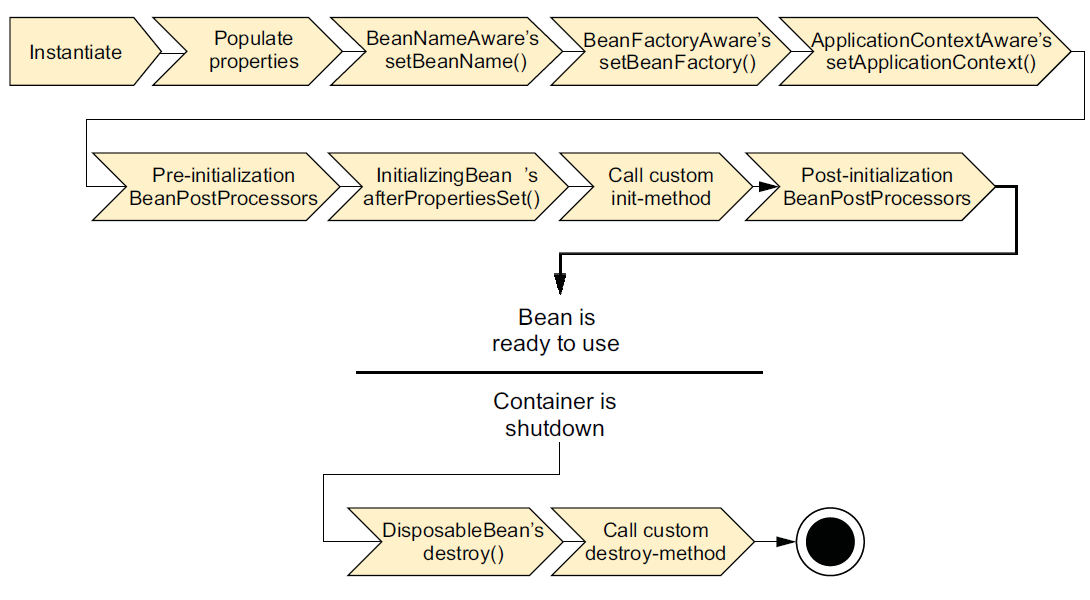 Instantiate
Populate
properties
BeanNameAware's
setBeanName()
BeanFactoryAware's
setBeanFactory()
ApplicationContextAware's
setApplicationContext()
Pre-initialization
BeanPostProcessors
InitializingBean 's
afterPropertiesSet()
Call custom
init-method
Post-initialization
BeanPostProcessors
Bean is
ready to use
Container is
shutdown
DisposableBean's
destroy()
Call custom
destroy-method